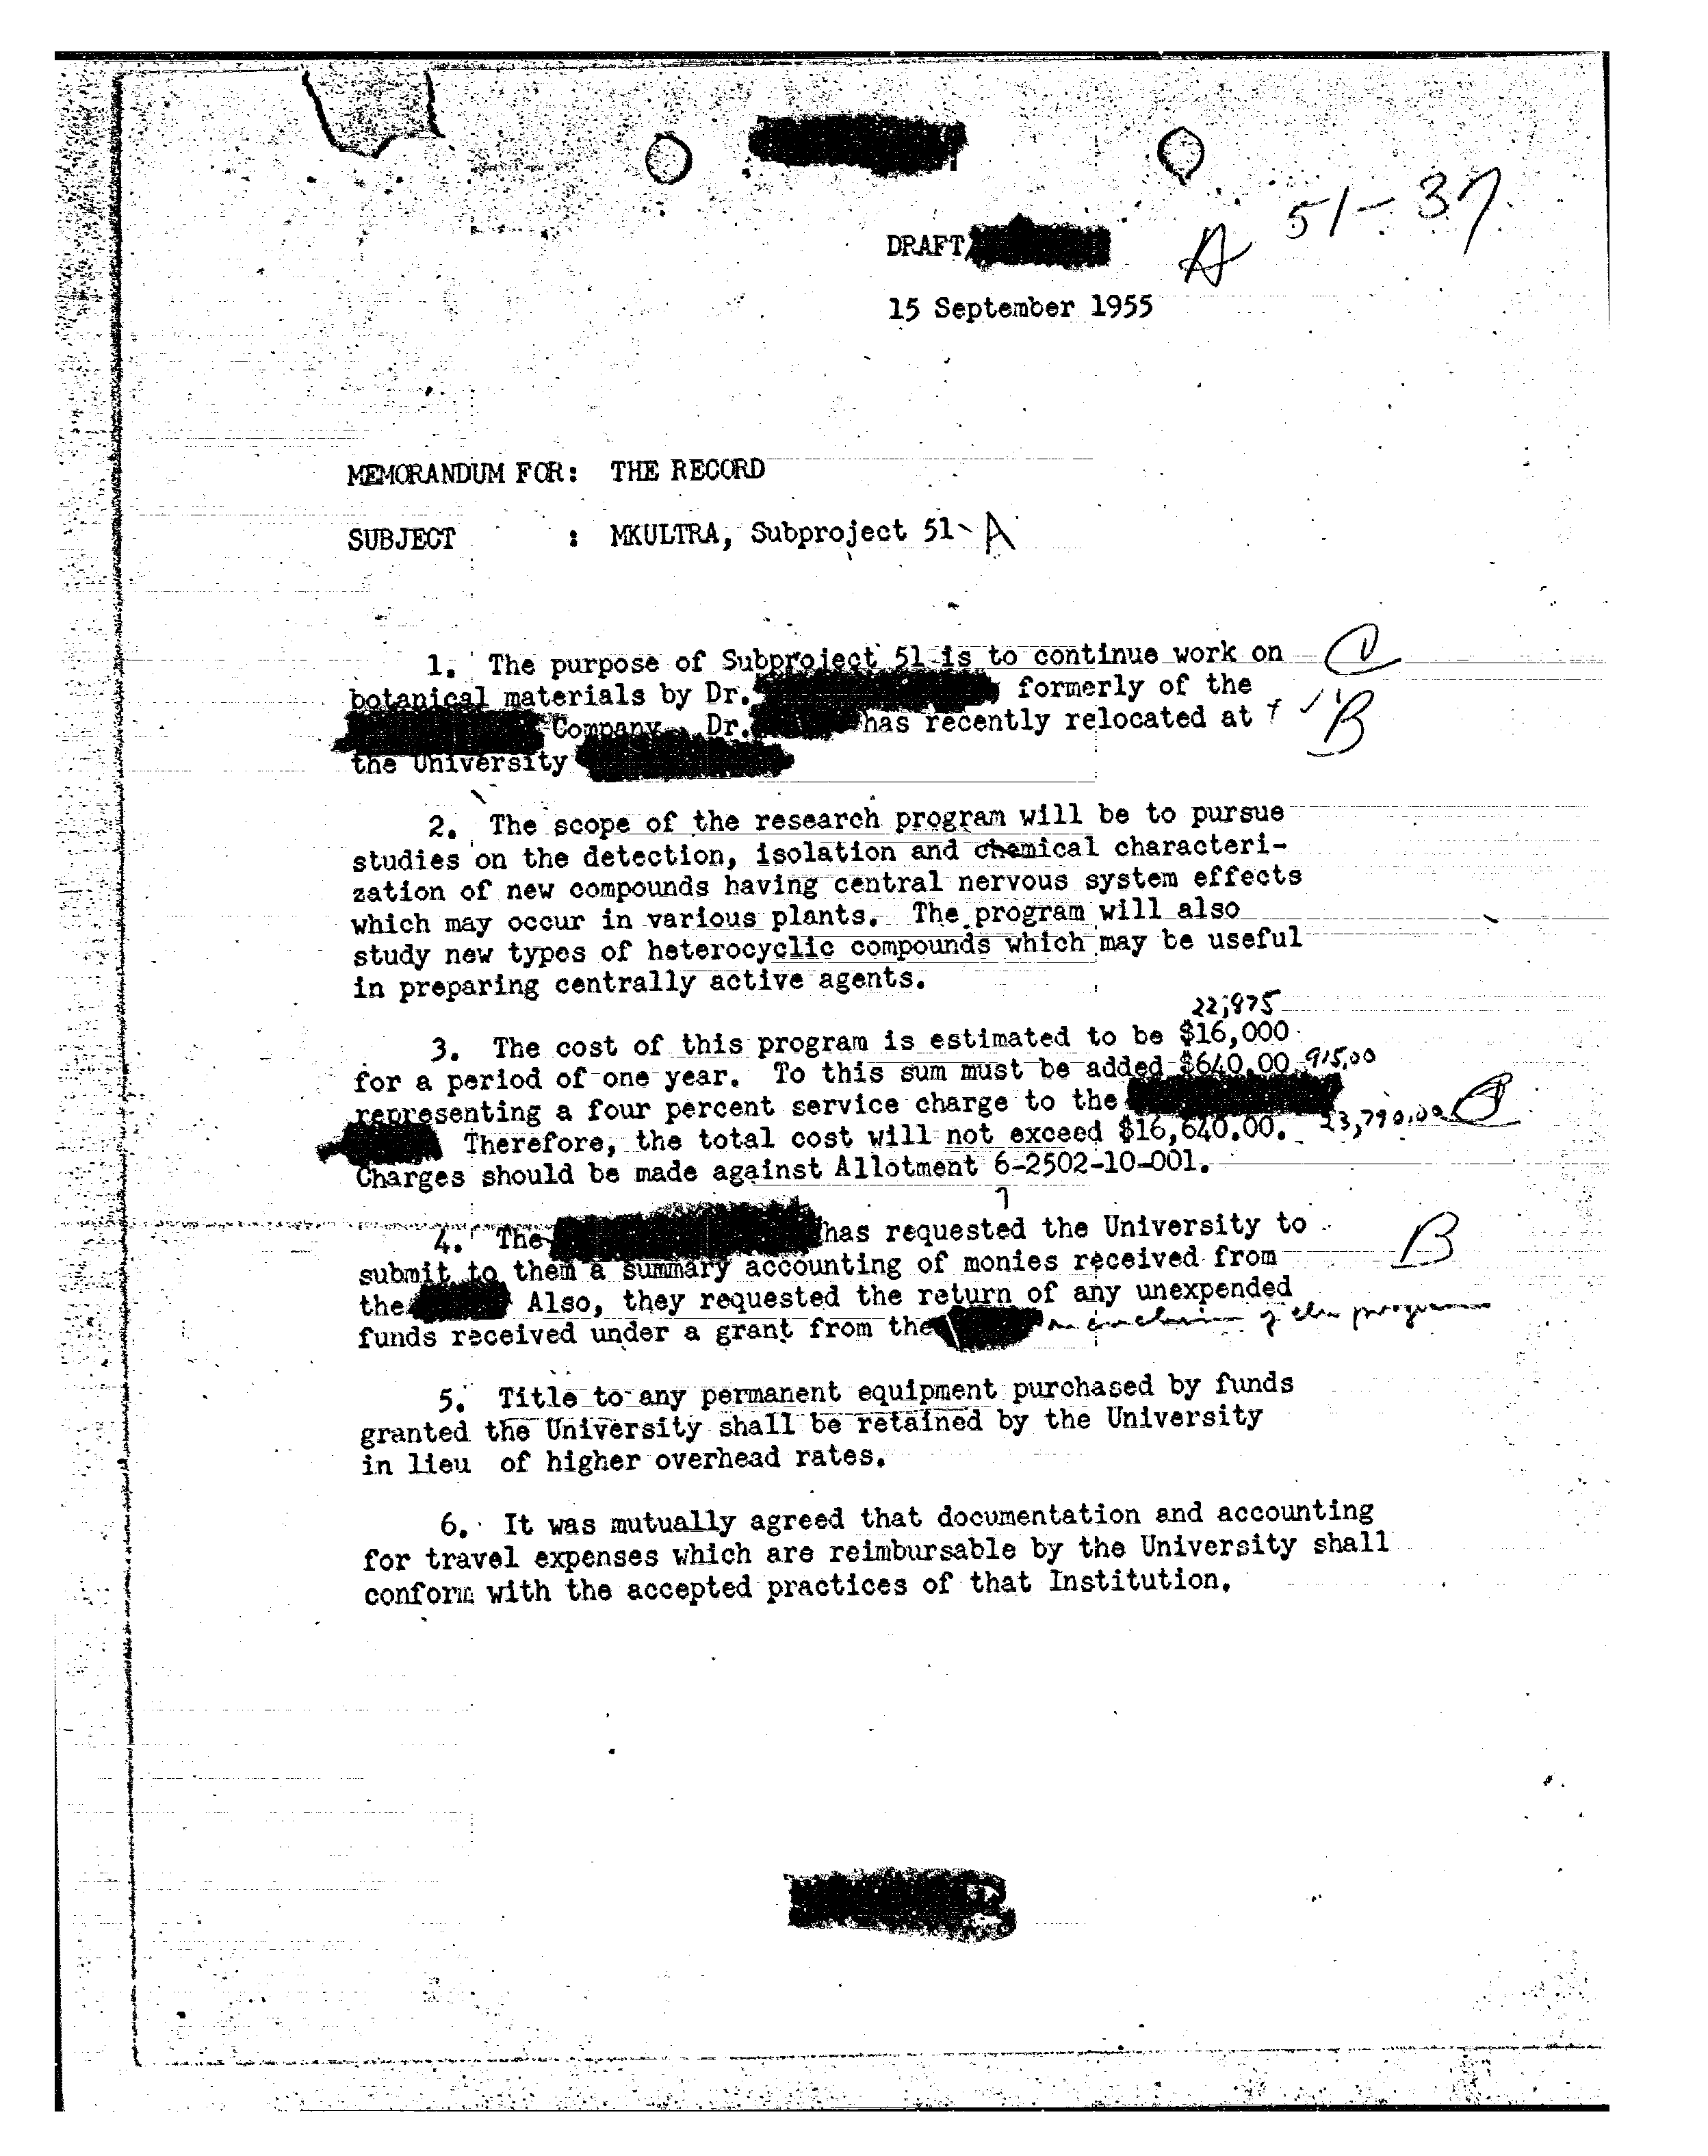 51-37
A
DRAFT/
15 September 1955
MEMORANDUM FOR: THE RECORD
SUBJECT : MKULTRA, Subproject 51-A
1. The purpose of Subproject 51 is to continue work on
botanical materials by Dr. formerly of the
Company. Dr. has recently relocated at B
the University
2. The scope of the research program will be to pursue
studies on the detection, isolation and chemical characteri-
zation of new compounds having central nervous system effects
which may occur in various plants. The program will also
study new types of heterocyclic compounds which may be useful
in preparing centrally active agents.
22,875
3. The cost of this program is estimated to be $16,000
for a period of one year. To this sum must be added $640.00 915.00
representing a four percent service charge to the
Therefore, the total cost will not exceed $16,640.00. 23,790.00
Charges should be made against Allotment 6-2502-10-001.
4. The has requested the University to B
submit to them a summary accounting of monies received from
the Also, they requested the return of any unexpended
funds received under a grant from the conclusion of the program
5. Title to any permanent equipment purchased by funds
granted the University shall be retained by the University
in lieu of higher overhead rates.
6. It was mutually agreed that documentation and accounting
for travel expenses which are reimbursable by the University shall
conform with the accepted practices of that Institution.